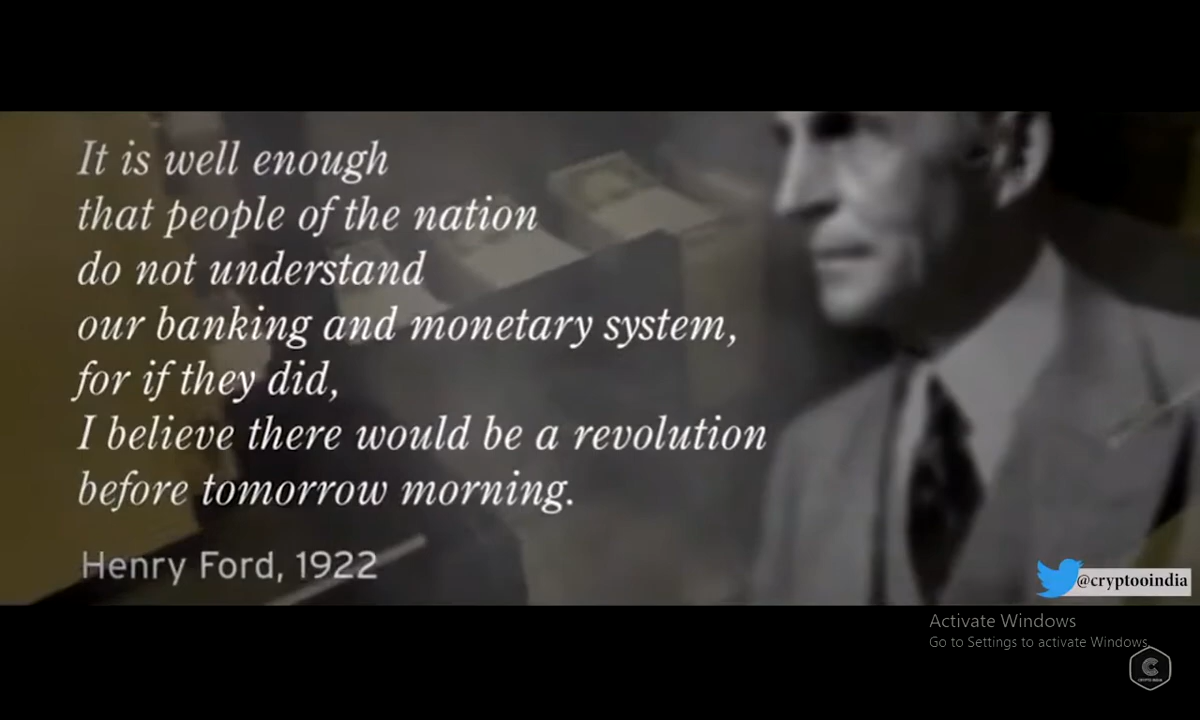 It is well enough
that people of the nation
do not understand
our banking and monetary system,
for if they did,
I believe there would be a revolution
before tomorrow morning.
Henry Ford, 1922
@cryptooindia
Activate Windows
Go to Settings to activate Windows.
CRYPTO INDIA